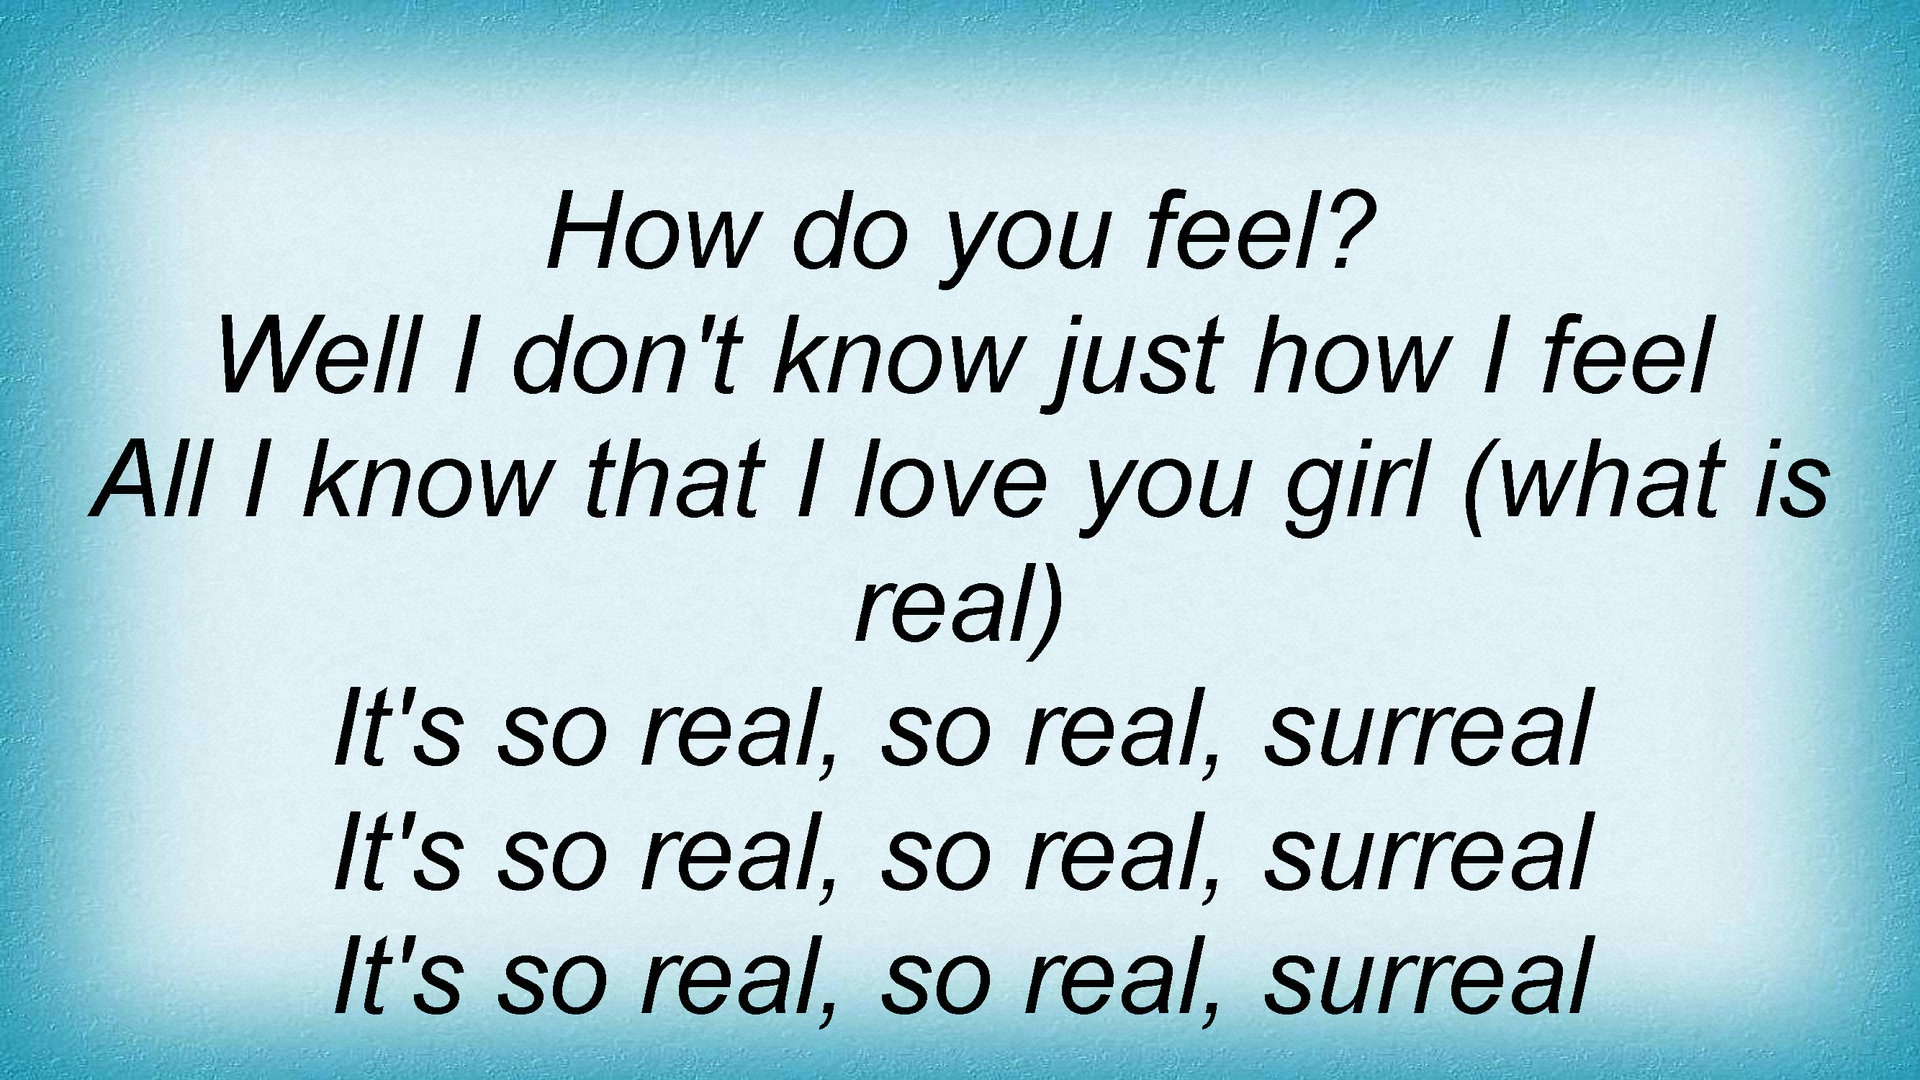 How do you feel?
Well I don't know just how I feel
All I know that I love you girl (what is
real)
It's so real, so real, surreal
It's so real, so real, surreal
It's so real, so real, surreal